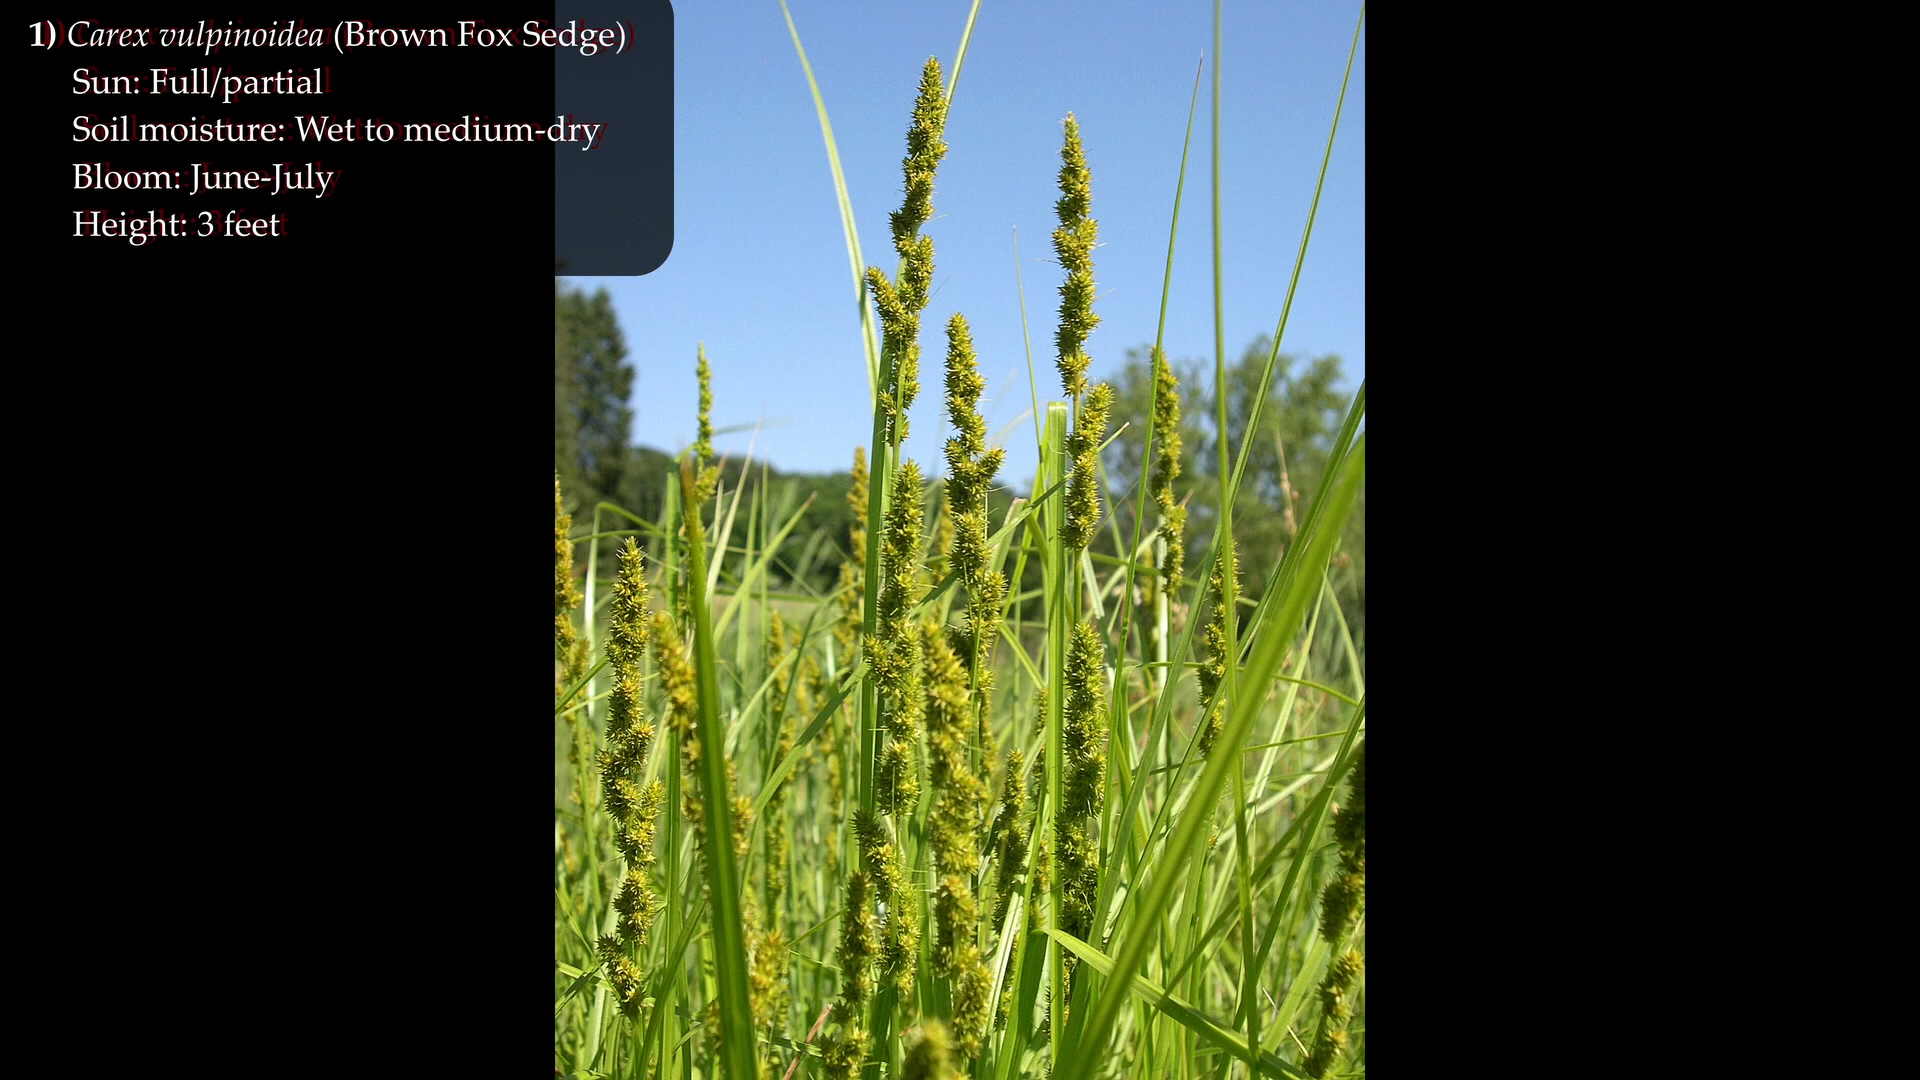 1) Carex vulpinoidea (Brown Fox Sedge)
Sun: Full/partial
Soil moisture: Wet to medium-dry
Bloom: June-July
Height: 3 feet